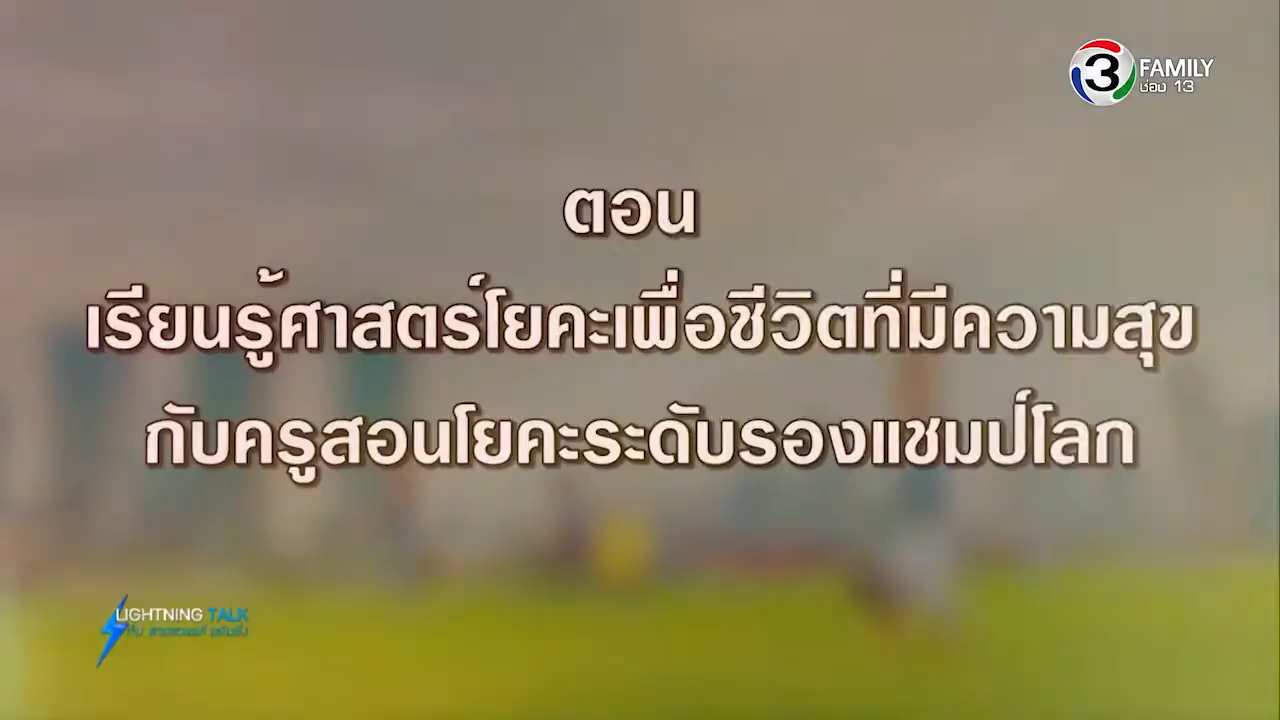 3 FAMILY
ช่อง 13
ตอน
เรียนรู้ศาสตร์โยคะเพื่อชีวิตที่มีความสุข
กับครูสอนโยคะระดับรองแชมป์โลก
LIGHTNING TALK